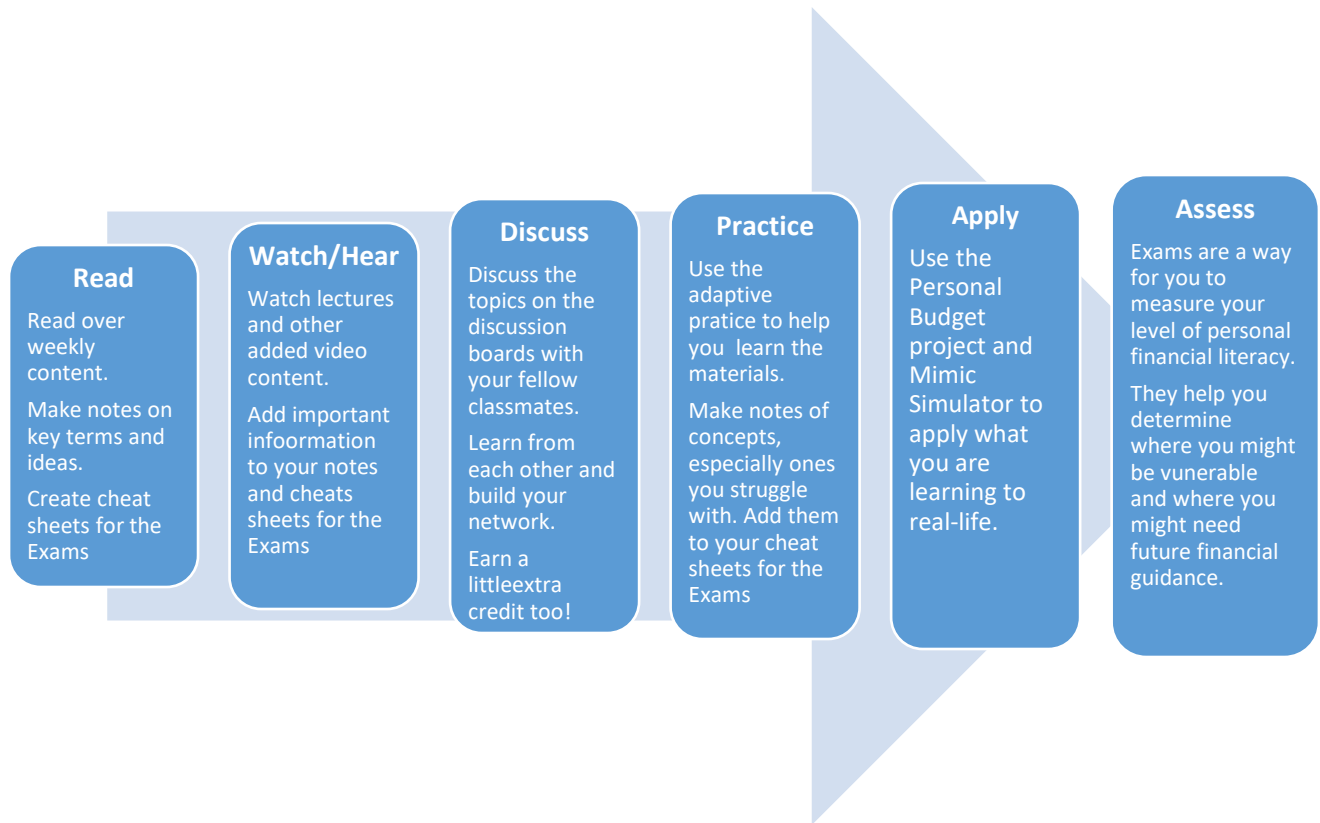 Read
Read over
weekly
content.
Make notes on
key terms and
ideas.
Create cheat
sheets for the
Exams
Watch/Hear
Watch lectures
and other
added video
content.
Add important
infoormation
to your notes
and cheats
sheets for the
Exams
Discuss
Discuss the
topics on the
discussion
boards with
your fellow
classmates.
Learn from
each other and
build your
network.
Earn a
littleextra
credit too!
Practice
Use the
adaptive
pratice to help
you learn the
materials.
Make notes of
concepts,
especially ones
you struggle
with. Add them
to your cheat
sheets for the
Exams
Apply
Use the
Personal
Budget
project and
Mimic
Simulator to
apply what
you are
learning to
real-life.
Assess
Exams are a way
for you to
measure your
level of personal
financial literacy.
They help you
determine
where you might
be vunerable
and where you
might need
future financial
guidance.